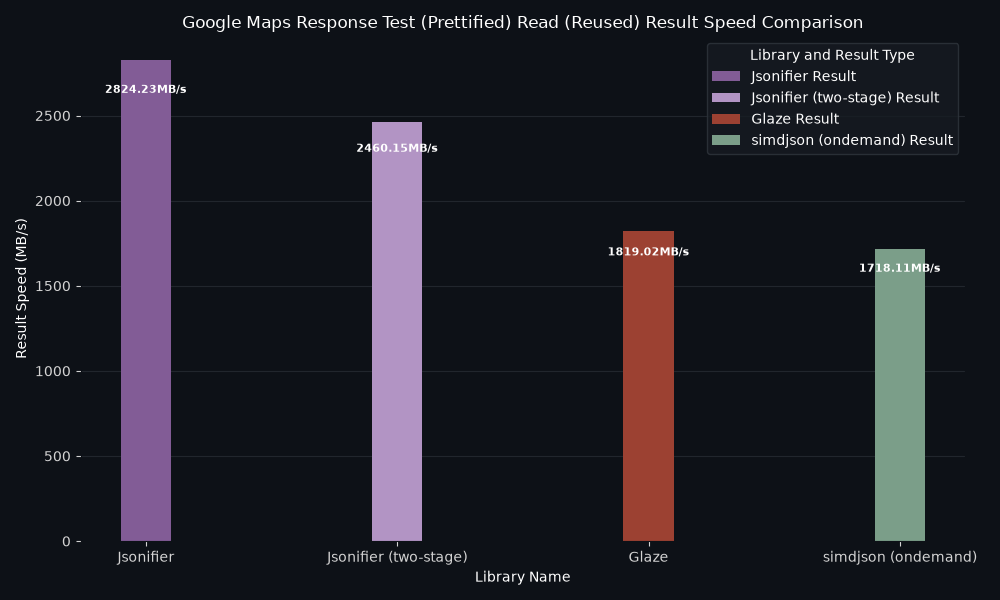 Google Maps Response Test (Prettified) Read (Reused) Result Speed Comparison
Library and Result Type
Jsonifier Result
Jsonifier (two-stage) Result
Glaze Result
simdjson (ondemand) Result
2824.23MB/s
2460.15MB/s
1819.02MB/s
1718.11MB/s
Result Speed (MB/s)
2500
2000
1500
1000
500
0
Jsonifier
Jsonifier (two-stage)
Glaze
simdjson (ondemand)
Library Name